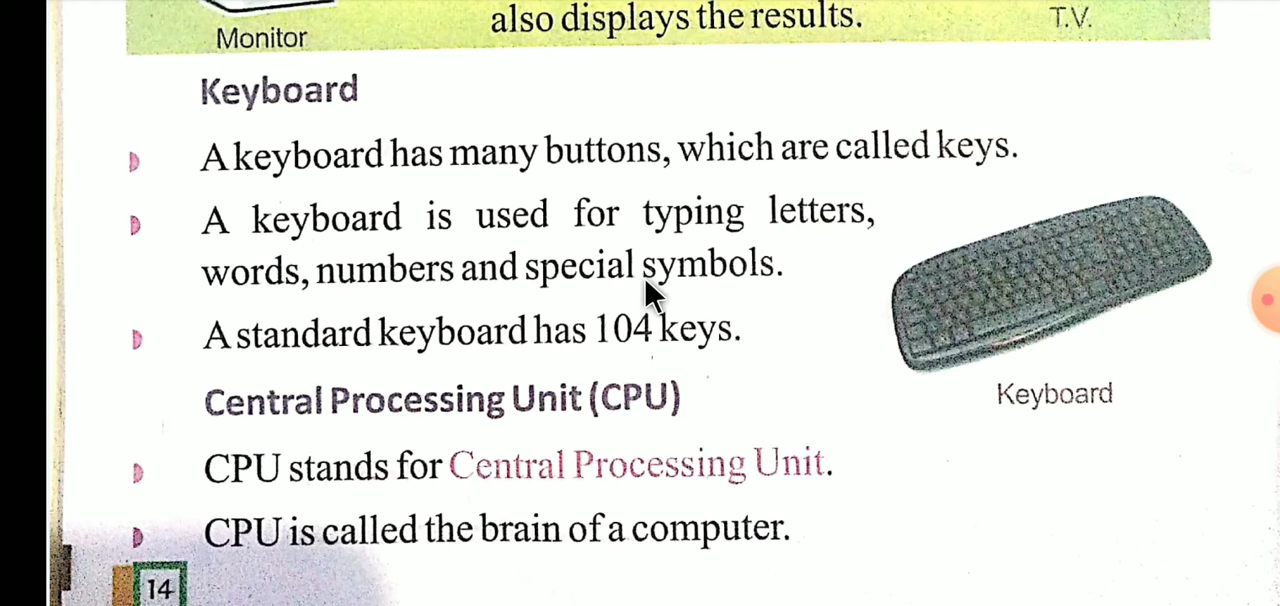 also displays the results.
T.V.
Monitor
Keyboard
A keyboard has many buttons, which are called keys.
A keyboard is used for typing letters,
words, numbers and special symbols.
A standard keyboard has 104 keys.
Keyboard
Central Processing Unit (CPU)
CPU stands for Central Processing Unit.
CPU is called the brain of a computer.
14